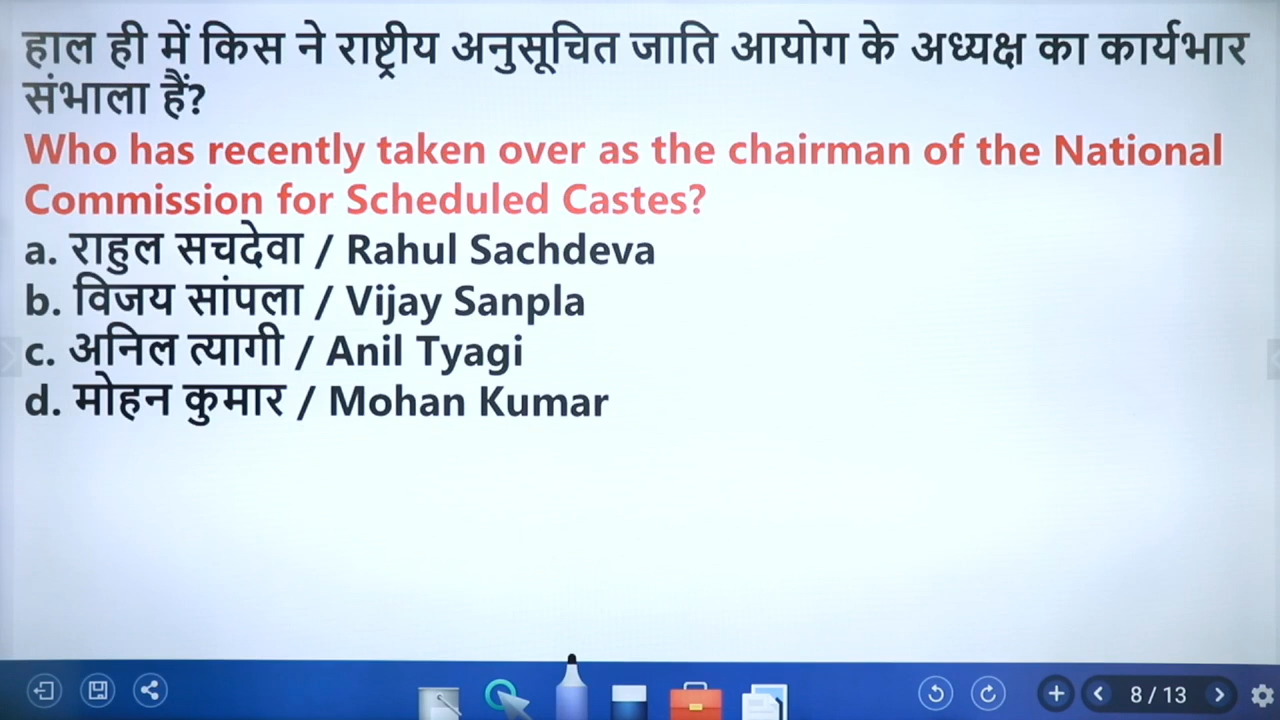 हाल ही में किस ने राष्ट्रीय अनुसूचित जाति आयोग के अध्यक्ष का कार्यभार
संभाला हैं?
Who has recently taken over as the chairman of the National
Commission for Scheduled Castes?
a. राहुल सचदेवा / Rahul Sachdeva
b. विजय सांपला / Vijay Sanpla
c. अनिल त्यागी / Anil Tyagi
d. मोहन कुमार / Mohan Kumar
8 / 13